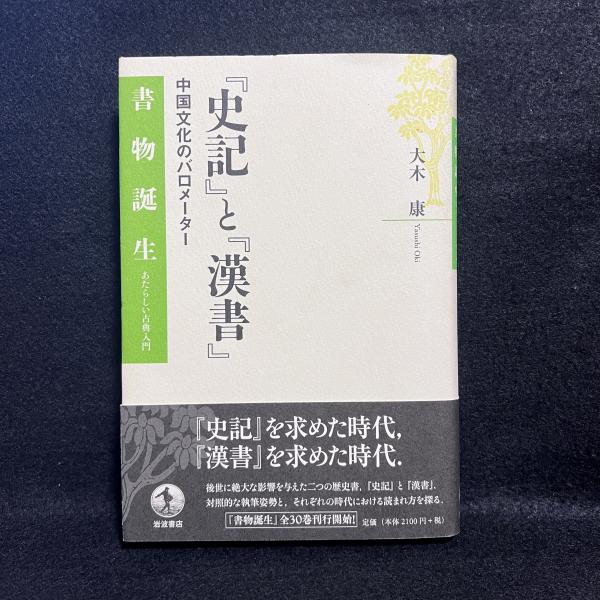 大木 康
Yasushi Oki
『史記』と『漢書』
中国文化のバロメーター
書物誕生
あたらしい古典入門
『史記』を求めた時代，
『漢書』を求めた時代．
後世に絶大な影響を与えた二つの歴史書，『史記』と『漢書』．
対照的な執筆姿勢と，それぞれの時代における読まれ方を探る．
「書物誕生」全30巻刊行開始!
定価（本体2100円+税）
岩波書店